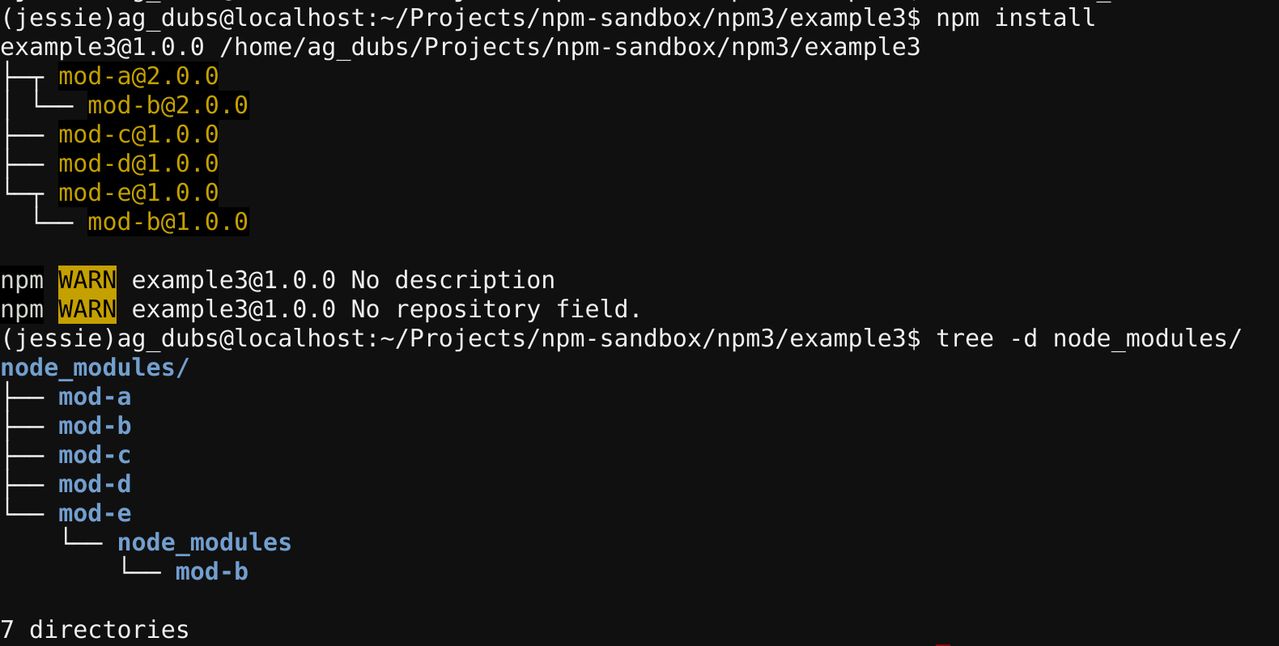 (jessie)ag_dubs@localhost:~/Projects/npm-sandbox/npm3/example3$ npm install
example3@1.0.0 /home/ag_dubs/Projects/npm-sandbox/npm3/example3
├─┬ mod-a@2.0.0
│ └── mod-b@2.0.0
├── mod-c@1.0.0
├── mod-d@1.0.0
└─┬ mod-e@1.0.0
  └── mod-b@1.0.0
npm WARN example3@1.0.0 No description
npm WARN example3@1.0.0 No repository field.
(jessie)ag_dubs@localhost:~/Projects/npm-sandbox/npm3/example3$ tree -d node_modules/
node_modules/
├── mod-a
├── mod-b
├── mod-c
├── mod-d
└── mod-e
    └── node_modules
        └── mod-b
7 directories